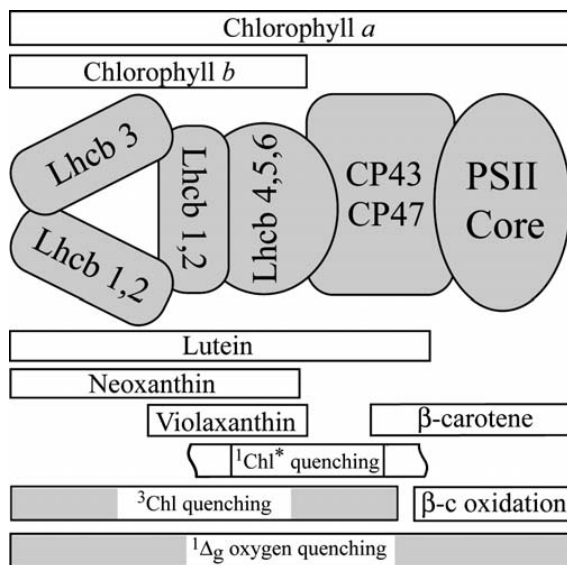 Chlorophyll a
Chlorophyll b
Lhcb 3
Lhcb 1,2
Lhcb 1,2
Lhcb 4,5,6
CP43
CP47
PSII
Core
Lutein
Neoxanthin
Violaxanthin
β-carotene
¹Chl* quenching
³Chl quenching
β-c oxidation
¹Δg oxygen quenching